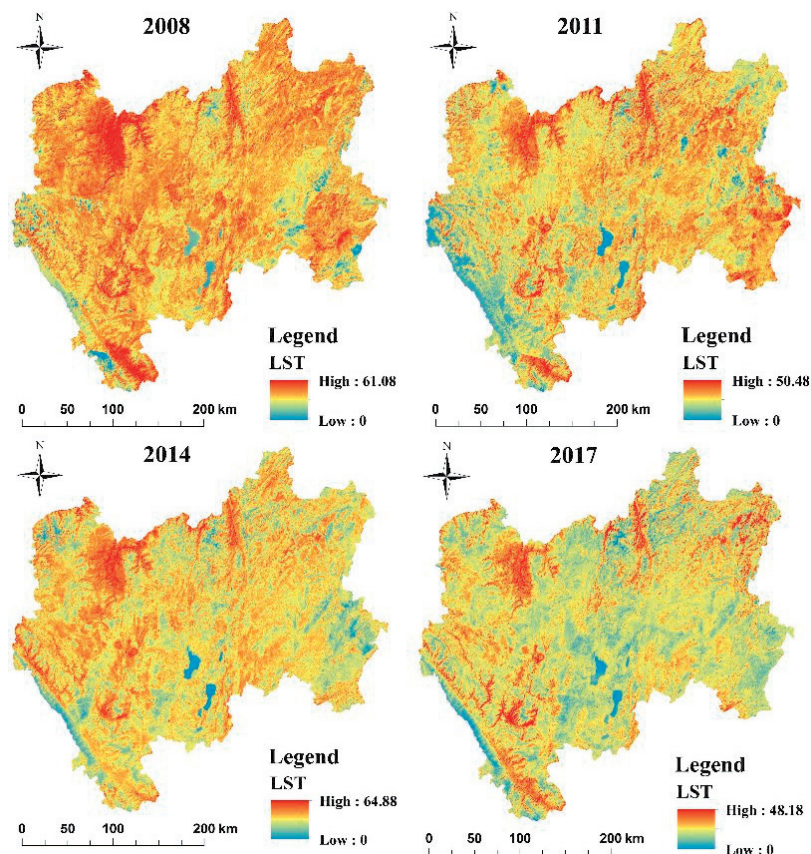 N
2008
Legend
LST
High : 61.08
Low : 0
0 50 100 200 km
N
2011
Legend
LST
High : 50.48
Low : 0
0 50 100 200 km
N
2014
Legend
LST
High : 64.88
Low : 0
0 50 100 200 km
N
2017
Legend
LST
High : 48.18
Low : 0
0 50 100 200 km